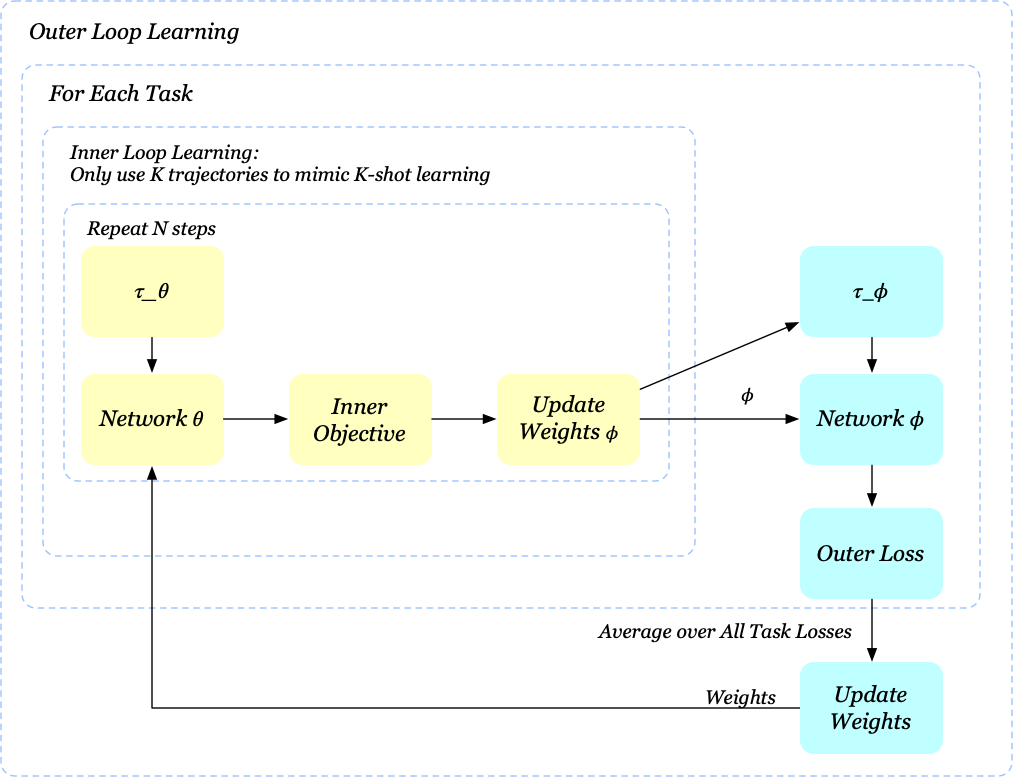 Outer Loop Learning
For Each Task
Inner Loop Learning:
Only use K trajectories to mimic K-shot learning
Repeat N steps
τ_θ
τ_ϕ
Network θ
Inner
Objective
Update
Weights ϕ
ϕ
Network ϕ
Outer Loss
Average over All Task Losses
Weights
Update
Weights